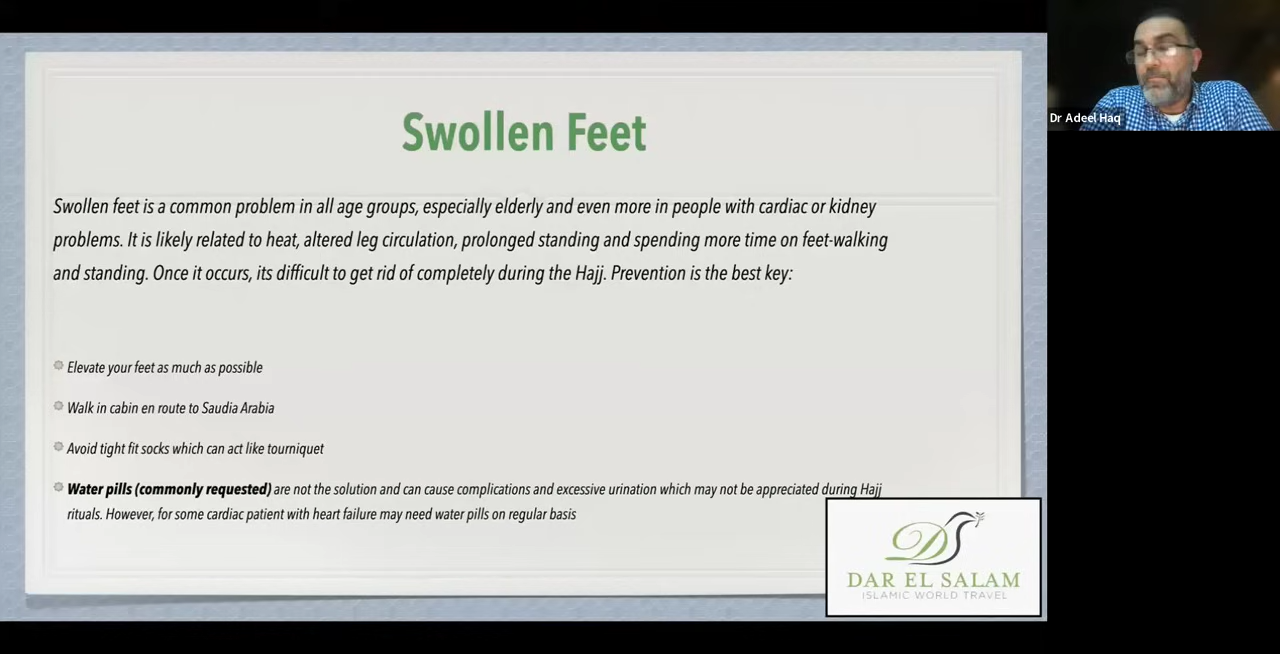 Swollen Feet
Swollen feet is a common problem in all age groups, especially elderly and even more in people with cardiac or kidney
problems. It is likely related to heat, altered leg circulation, prolonged standing and spending more time on feet-walking
and standing. Once it occurs, its difficult to get rid of completely during the Hajj. Prevention is the best key:
Elevate your feet as much as possible
Walk in cabin en route to Saudia Arabia
Avoid tight fit socks which can act like tourniquet
Water pills (commonly requested) are not the solution and can cause complications and excessive urination which may not be appreciated during Hajj
rituals. However, for some cardiac patient with heart failure may need water pills on regular basis
DS
DAR EL SALAM
ISLAMIC WORLD TRAVEL
Dr Adeel Haq